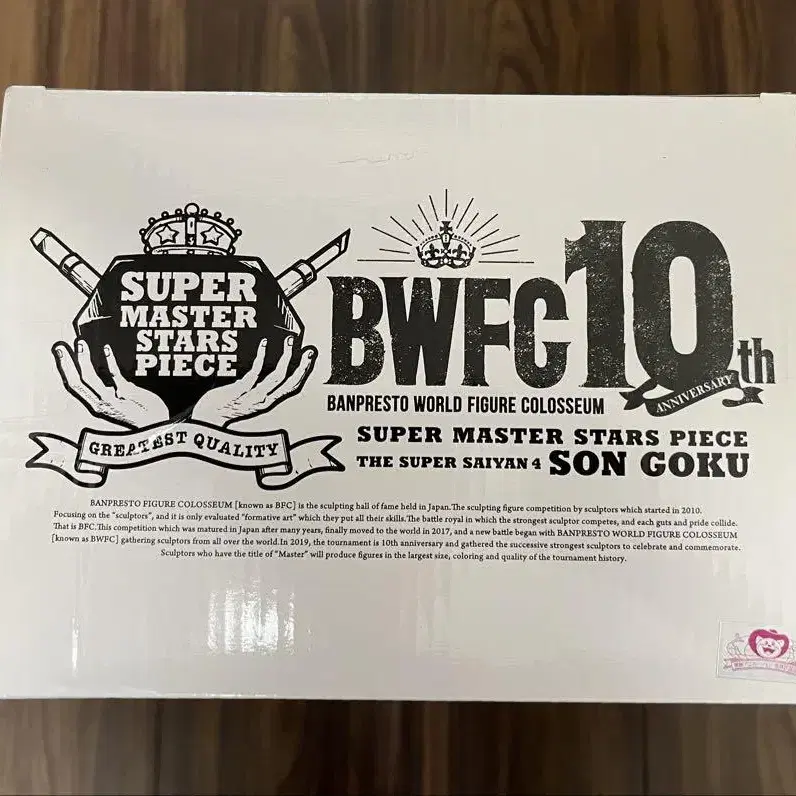 SUPER
MASTER
STARS
PIECE
GREATEST QUALITY
BWFC10th
ANNIVERSARY
BANPRESTO WORLD FIGURE COLOSSEUM
SUPER MASTER STARS PIECE
THE SUPER SAIYAN 4 SON GOKU
BANPRESTO FIGURE COLOSSEUM [known as BFC] is the sculpting hall of fame held in Japan.The sculpting figure competition by sculptors which started in 2010.
Focusing on the "sculptors", and it is only evaluated "formative art" which they put all their skills.The battle royal in which the strongest sculptor competes, and each guts and pride collide.
That is BFC.This competition which was matured in Japan after many years, finally moved to the world in 2017, and a new battle began with BANPRESTO WORLD FIGURE COLOSSEUM
[known as BWFC] gathering sculptors from all over the world.In 2019, the tournament is 10th anniversary and gathered the successive strongest sculptors to celebrate and commemorate.
Sculptors who have the title of "Master" will produce figures in the largest size, coloring and quality of the tournament history.